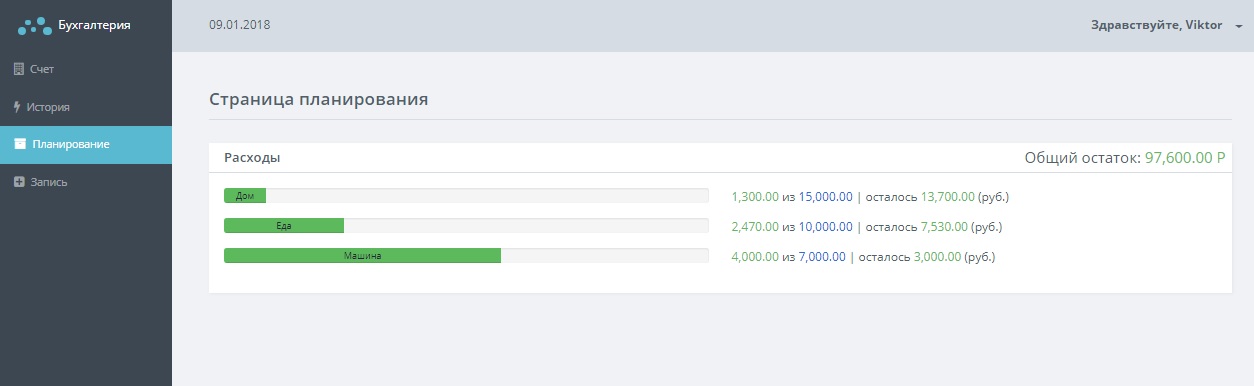 Бухгалтерия
09.01.2018
Здравствуйте, Viktor
Счет
История
Планирование
Запись
Страница планирования
Расходы
Общий остаток: 97,600.00 Р
Дом
1,300.00 из 15,000.00 | осталось 13,700.00 (руб.)
Еда
2,470.00 из 10,000.00 | осталось 7,530.00 (руб.)
Машина
4,000.00 из 7,000.00 | осталось 3,000.00 (руб.)